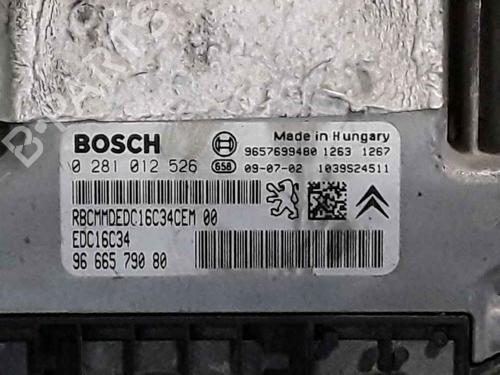 B-PARTS
BOSCH
Made in Hungary
9657699480 1263 1267
0 281 012 526
658
09-07-02 1039S24511
RBCMMDEDC16C34CEM 00
EDC16C34
96 665 790 80